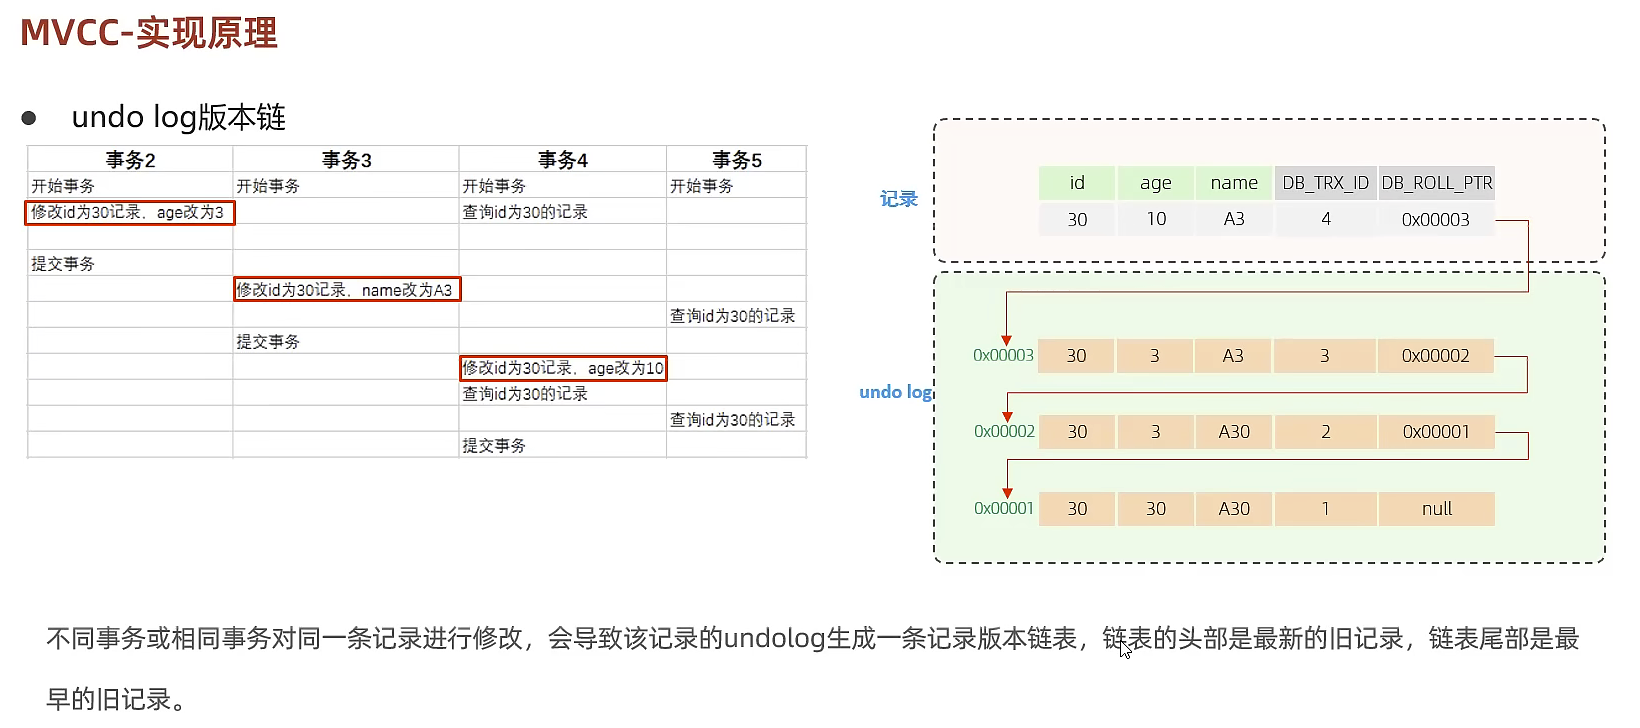 MVCC-实现原理
● undo log版本链
事务2 事务3 事务4 事务5
开始事务 开始事务 开始事务 开始事务
修改id为30记录，age改为3 查询id为30的记录
提交事务
修改id为30记录，name改为A3
查询id为30的记录
提交事务
修改id为30记录，age改为10
查询id为30的记录
查询id为30的记录
提交事务
记录
id age name DB_TRX_ID DB_ROLL_PTR
30 10 A3 4 0x00003
undo log
0x00003 30 3 A3 3 0x00002
0x00002 30 3 A30 2 0x00001
0x00001 30 30 A30 1 null
不同事务或相同事务对同一条记录进行修改，会导致该记录的undolog生成一条记录版本链表，链表的头部是最新的旧记录，链表尾部是最
早的旧记录。